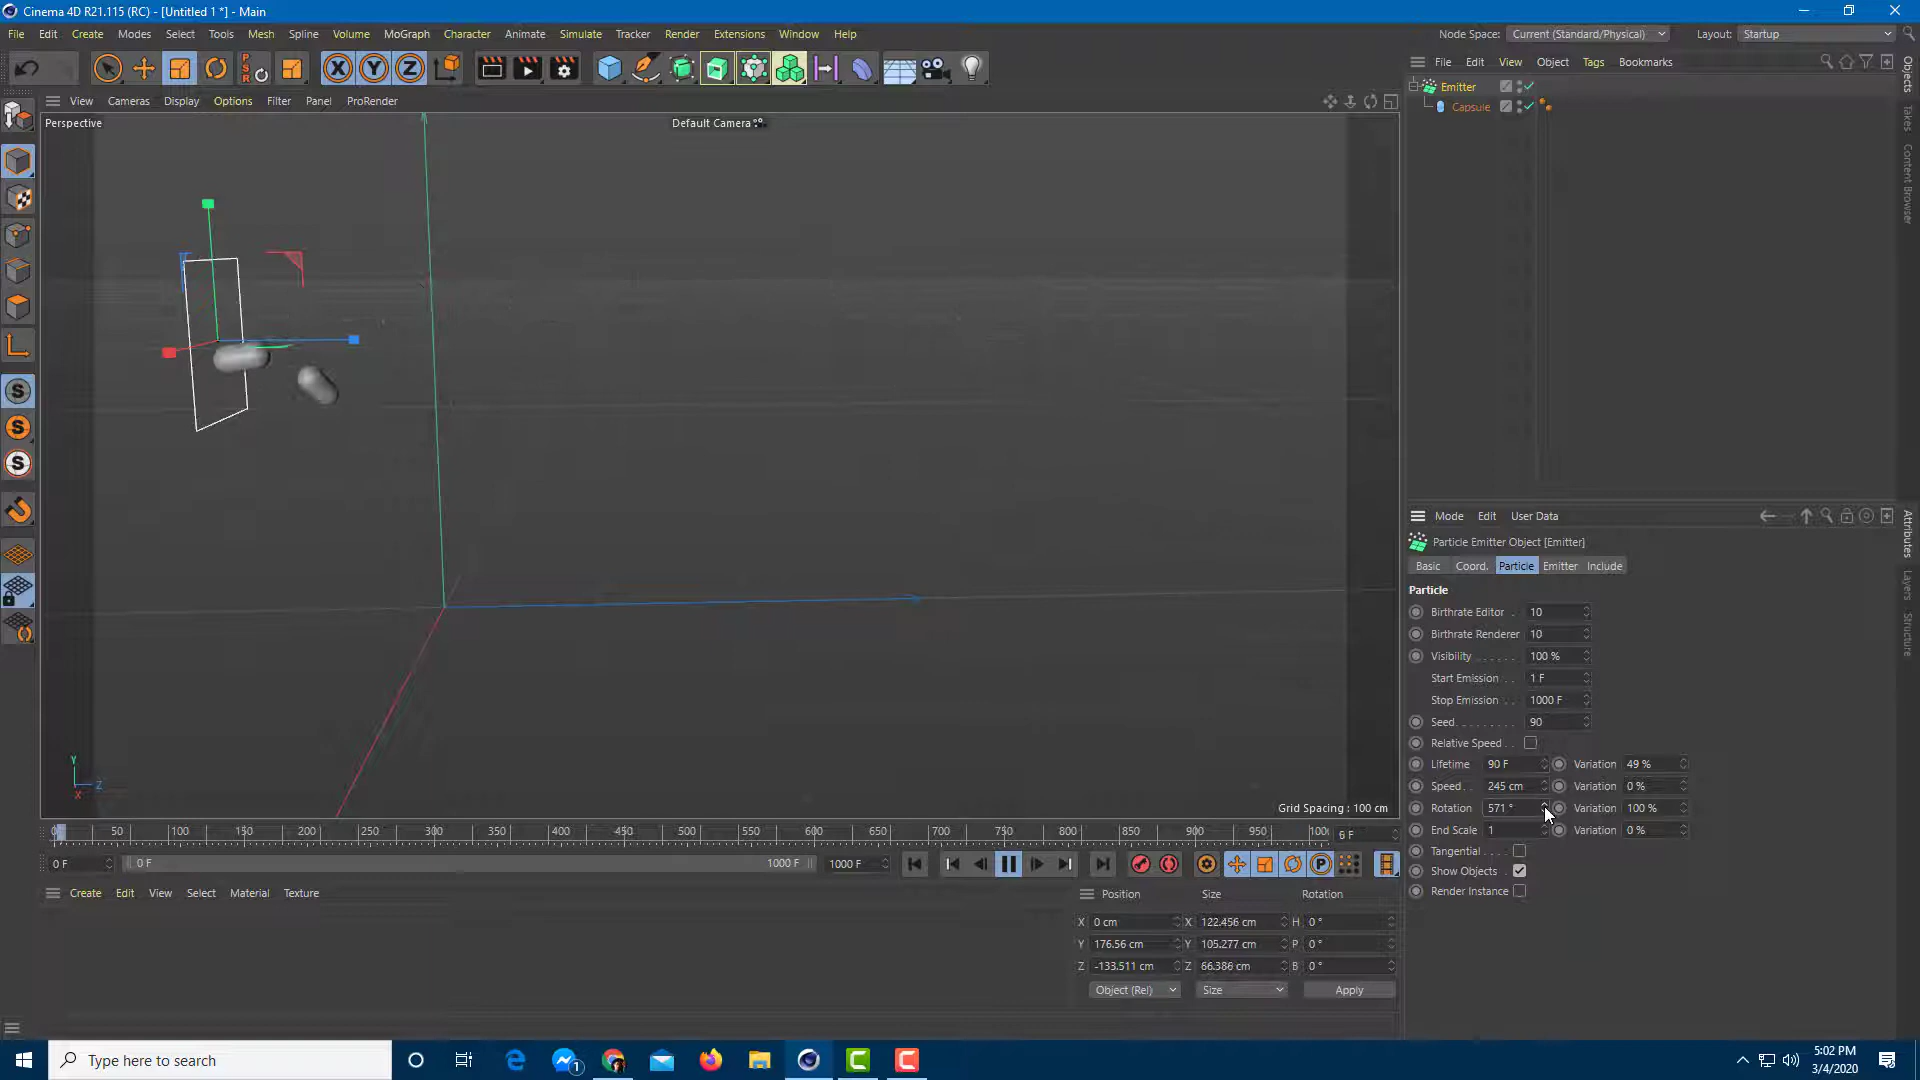 Cinema 4D R21.115 (RC) - [Untitled 1 *] - Main
File Edit Create Modes Select Tools Mesh Spline Volume MoGraph Character Animate Simulate Tracker Render Extensions Window Help
Node Space: Current (Standard/Physical) Layout: Startup
P S R X Y Z
View Cameras Display Options Filter Panel ProRender
File Edit View Object Tags Bookmarks
Perspective
Default Camera
Emitter
Capsule
Objects
Takes
Content Browser
Y
Z
X
Grid Spacing : 100 cm
Mode Edit User Data
Particle Emitter Object [Emitter]
Basic Coord. Particle Emitter Include
Particle
Birthrate Editor . 10
Birthrate Renderer 10
Visibility . . . . . . 100 %
Start Emission . . 1 F
Stop Emission . . 1000 F
Seed. . . . . . . . . 90
Relative Speed . .
Lifetime 90 F Variation 49 %
Speed. . 245 cm Variation 0 %
Rotation 571 ° Variation 100 %
End Scale 1 Variation 0 %
Tangential . . . .
Show Objects . .
Render Instance
Attributes
Layers
Structure
0 50 100 150 200 250 300 350 400 450 500 550 600 650 700 750 800 850 900 950 100 6 F
0 F 0 F 1000 F 1000 F
Create Edit View Select Material Texture
Position Size Rotation
X 0 cm X 122.456 cm H 0 °
Y 176.56 cm Y 105.277 cm P 0 °
Z -133.511 cm Z 66.386 cm B 0 °
Object (Rel) Size Apply
Type here to search
1
5:02 PM
3/4/2020